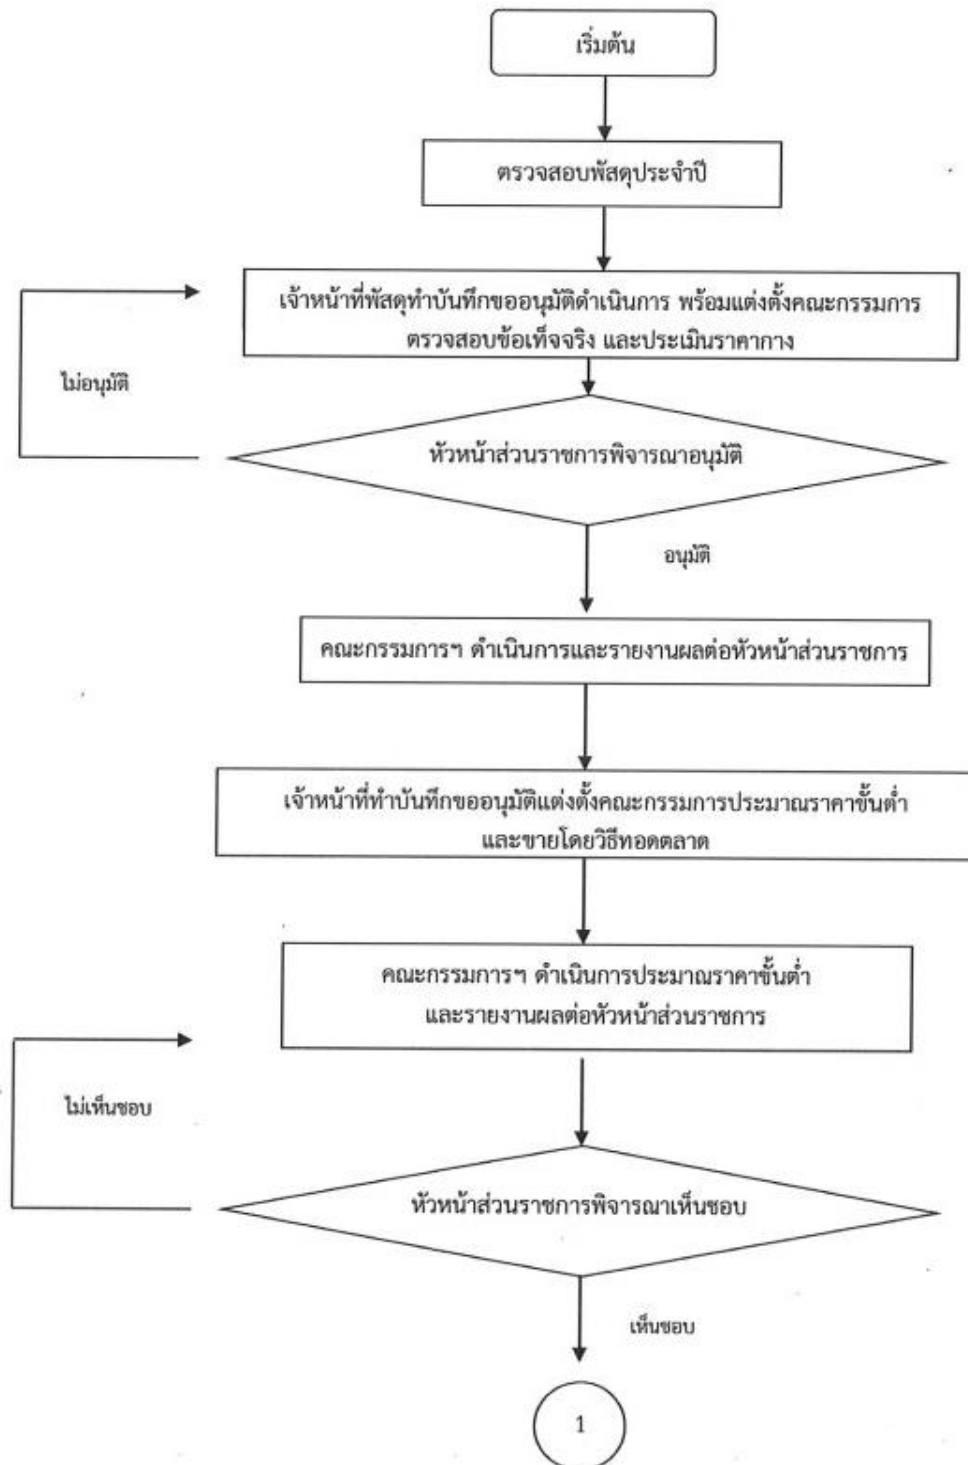 เริ่มต้น
ตรวจสอบพัสดุประจำปี
เจ้าหน้าที่พัสดุทำบันทึกขออนุมัติดำเนินการ พร้อมแต่งตั้งคณะกรรมการ
ตรวจสอบข้อเท็จจริง และประเมินราคากาง
ไม่อนุมัติ
หัวหน้าส่วนราชการพิจารณาอนุมัติ
อนุมัติ
คณะกรรมการฯ ดำเนินการและรายงานผลต่อหัวหน้าส่วนราชการ
เจ้าหน้าที่ทำบันทึกขออนุมัติแต่งตั้งคณะกรรมการประมาณราคาขั้นต่ำ
และขายโดยวิธีทอดตลาด
คณะกรรมการฯ ดำเนินการประมาณราคาขั้นต่ำ
และรายงานผลต่อหัวหน้าส่วนราชการ
ไม่เห็นชอบ
หัวหน้าส่วนราชการพิจารณาเห็นชอบ
เห็นชอบ
1